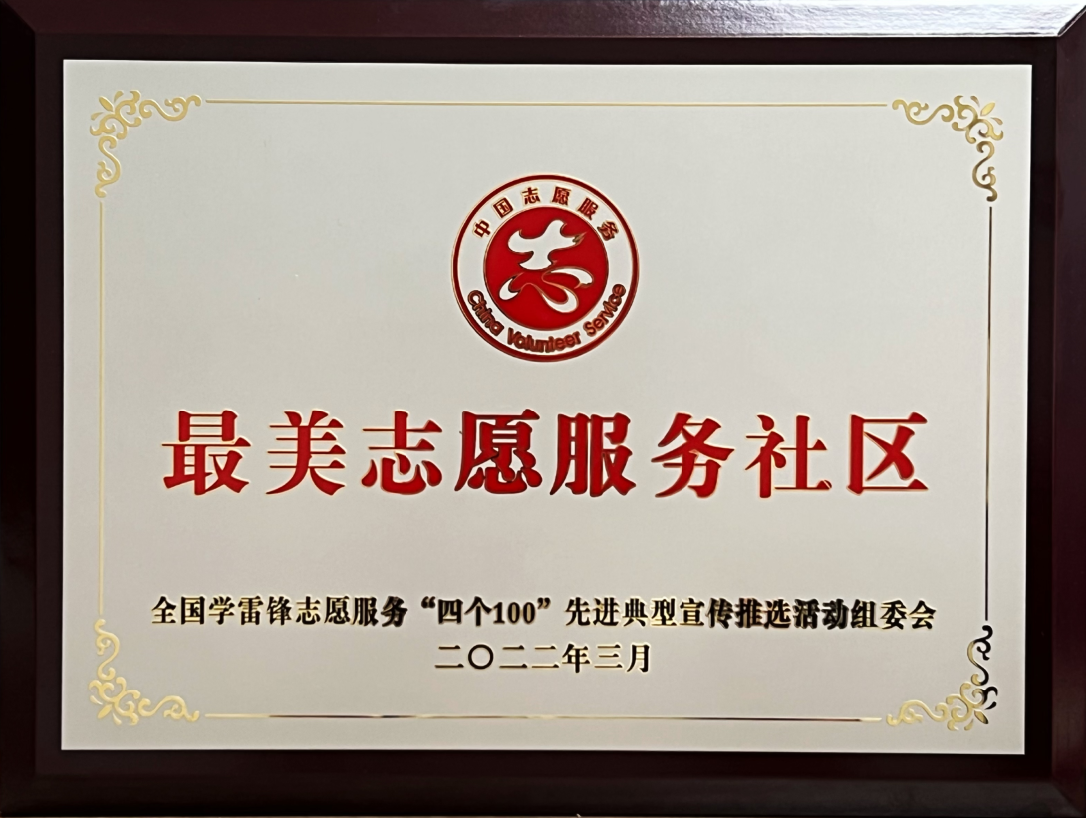 中国志愿服务
志
China Volunteer Service
最美志愿服务社区
全国学雷锋志愿服务“四个100”先进典型宣传推选活动组委会
二〇二二年三月